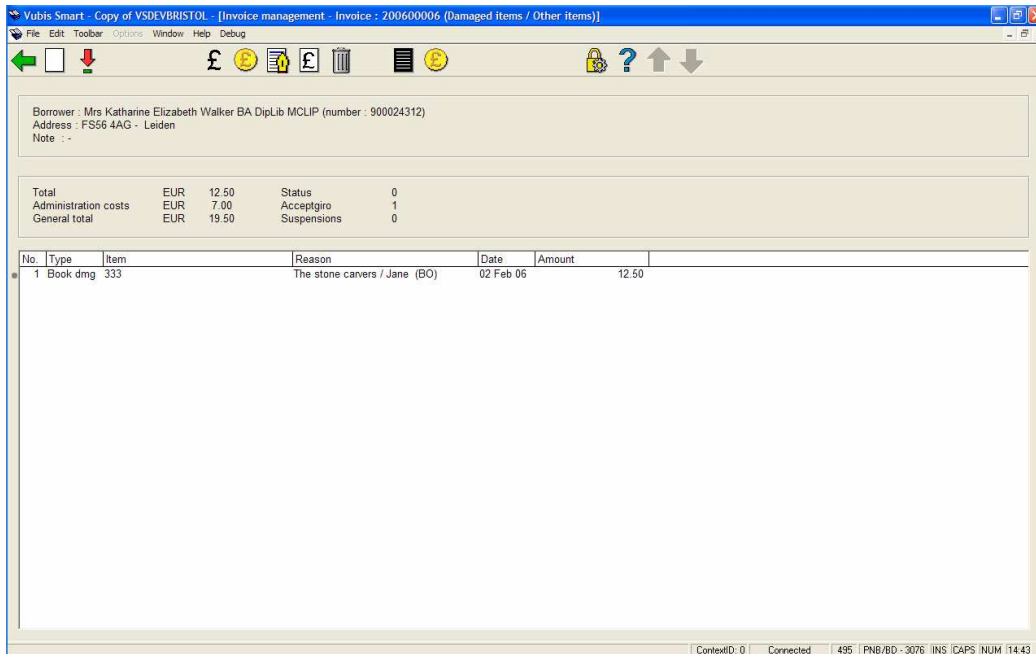 Vubis Smart - Copy of VSDEVBRISTOL - [Invoice management - Invoice : 200600006 (Damaged items / Other items)]
File Edit Toolbar Options Window Help Debug
£ £ £ £ ?
Borrower : Mrs Katharine Elizabeth Walker BA DipLib MCLIP (number : 900024312)
Address : FS56 4AG - Leiden
Note : -
Total EUR 12.50 Status 0
Administration costs EUR 7.00 Acceptgiro 1
General total EUR 19.50 Suspensions 0
No. Type Item Reason Date Amount
1 Book dmg 333 The stone carvers / Jane (BO) 02 Feb 06 12.50
ContextID: 0 Connected 495 PNB/BD - 3076 INS CAPS NUM 14:43